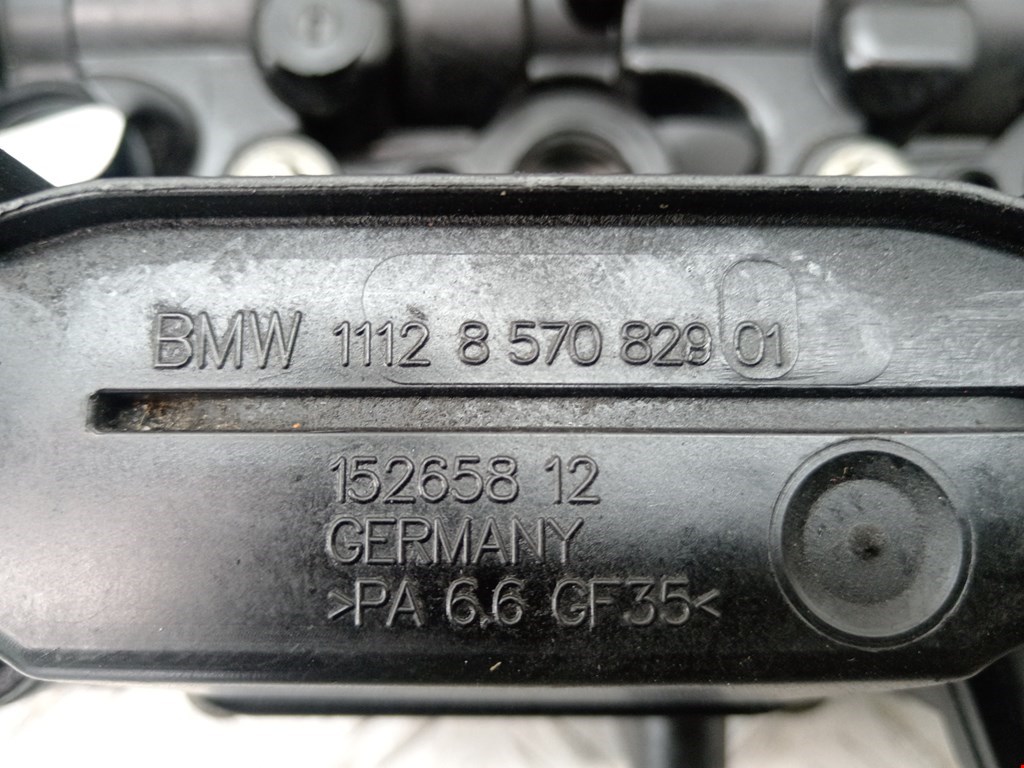 BMW 1112 8 570 829 01
152658 12
GERMANY
>PA 6.6 GF35<